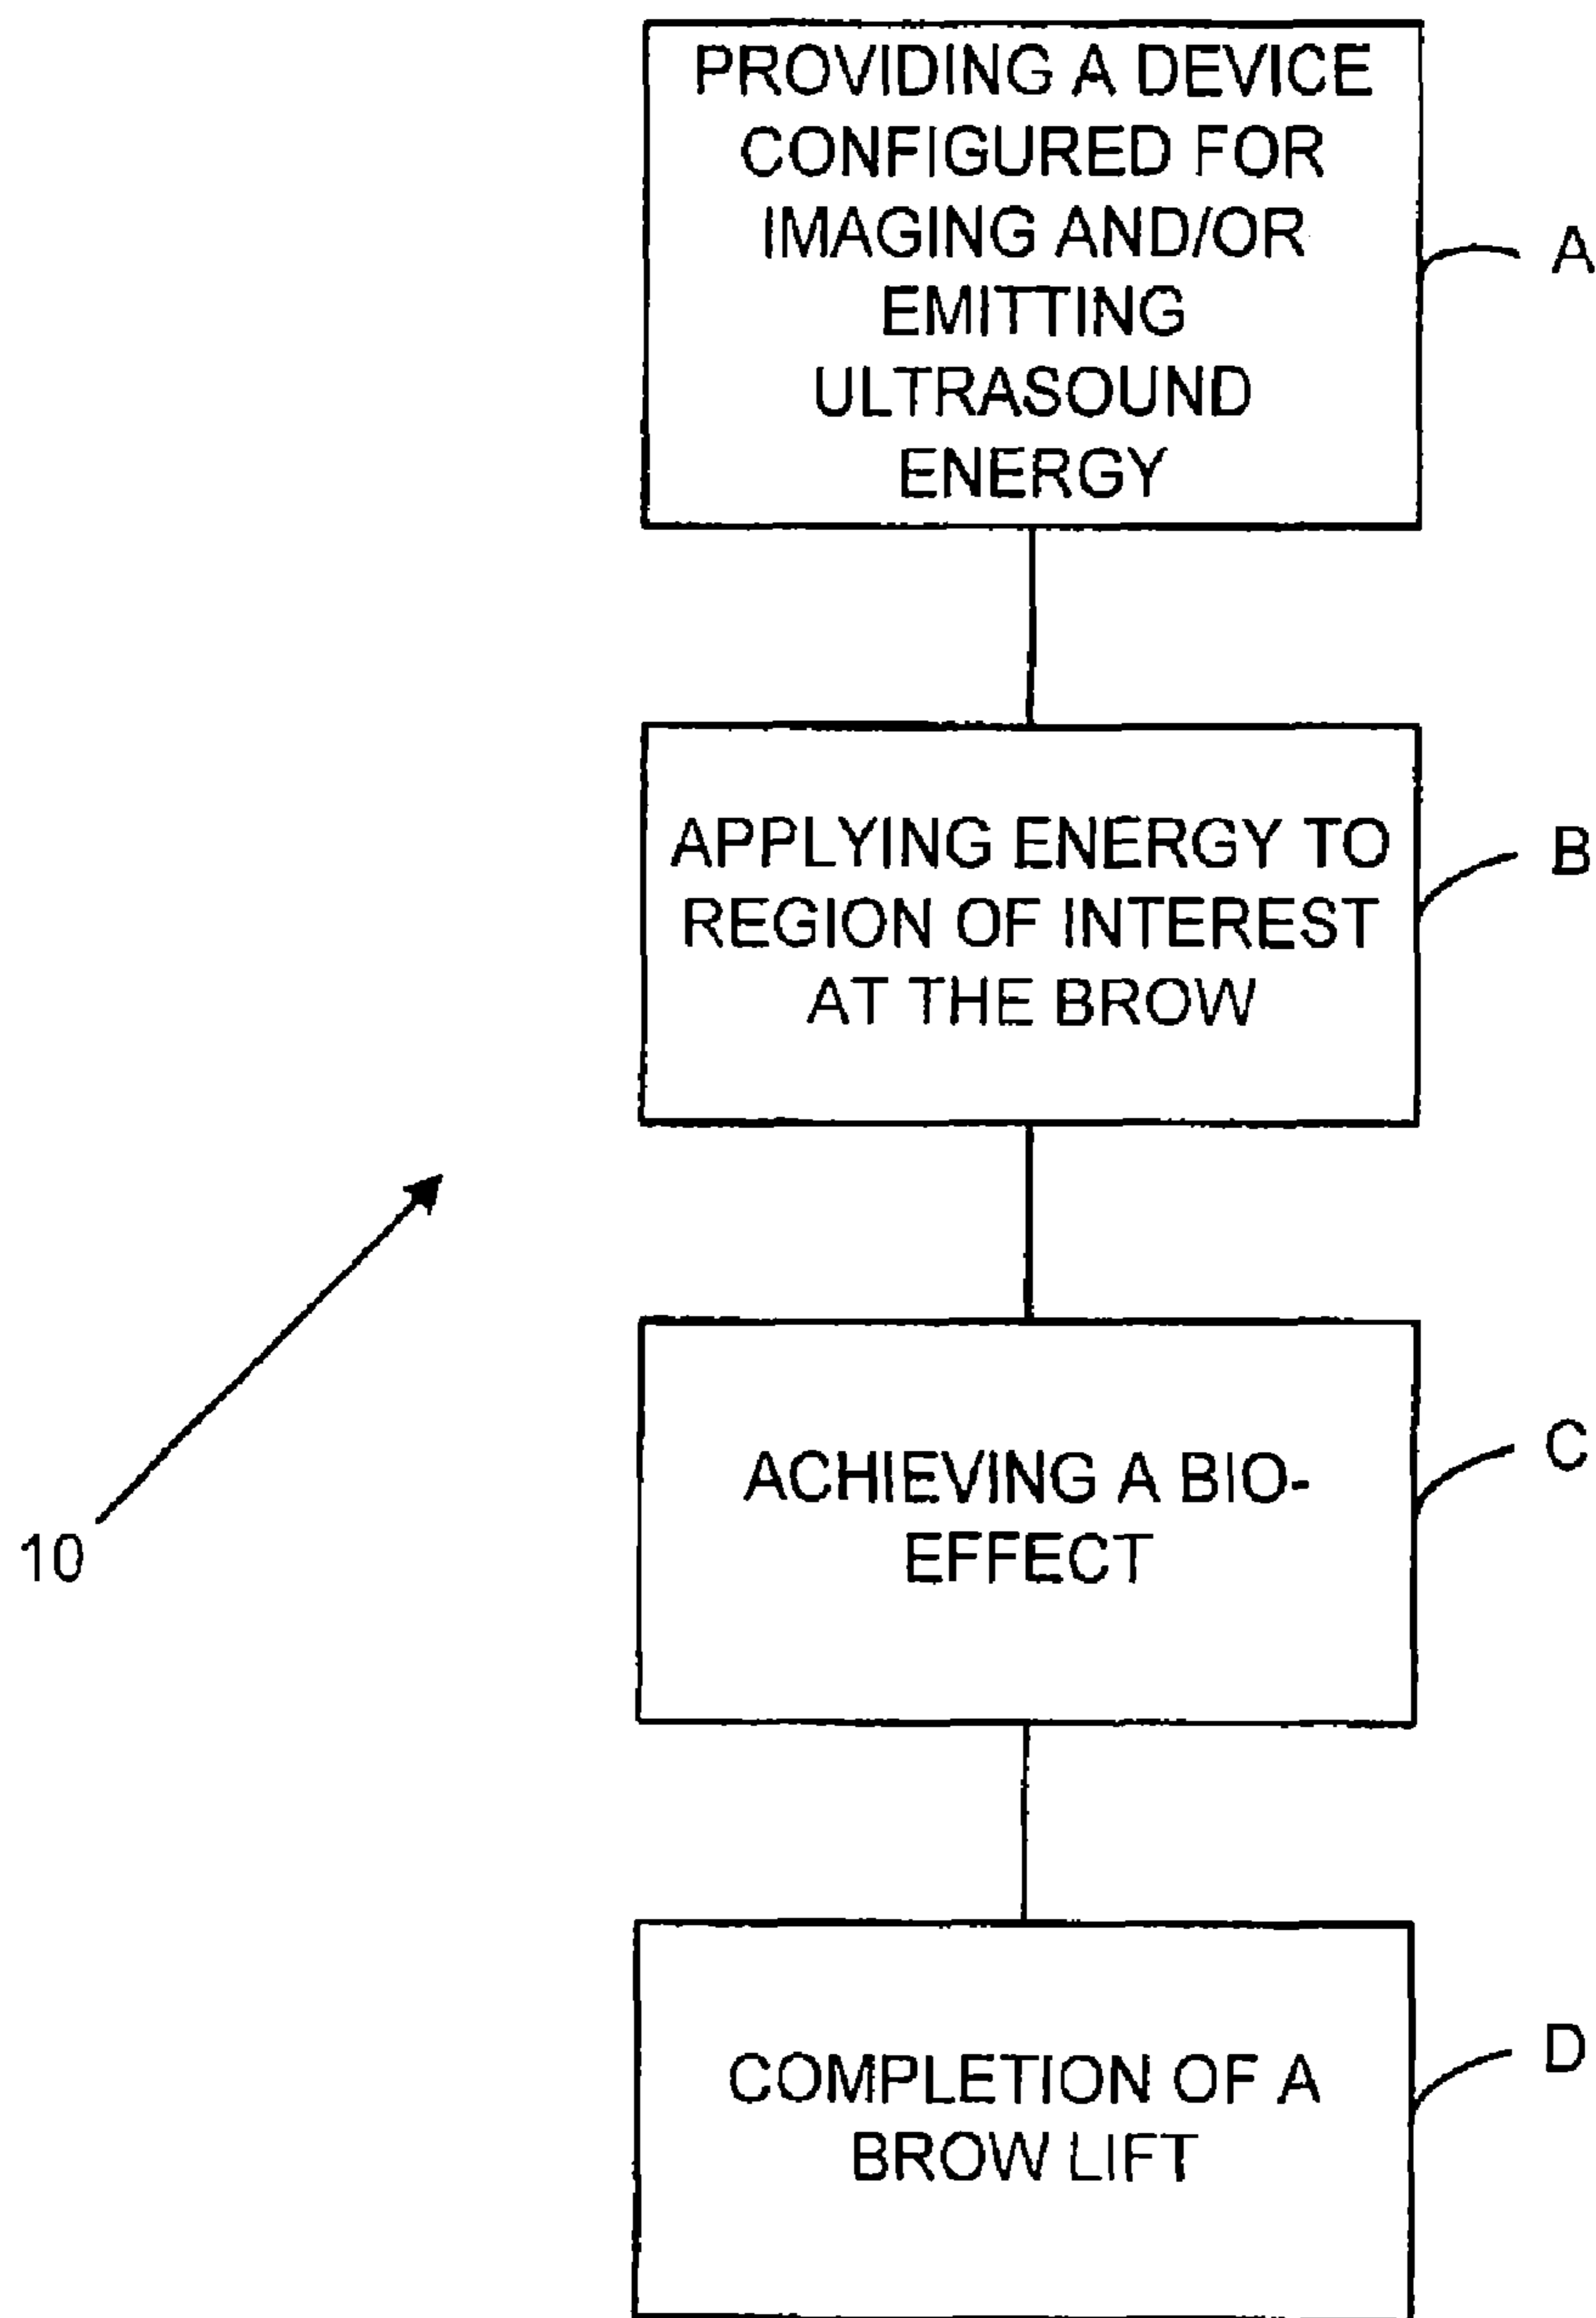 PROVIDING A DEVICE
CONFIGURED FOR
IMAGING AND/OR
EMITTING
ULTRASOUND
ENERGY
A
APPLYING ENERGY TO
REGION OF INTEREST
AT THE BROW
B
ACHIEVING A BIO-
EFFECT
C
10
COMPLETION OF A
BROW LIFT
D